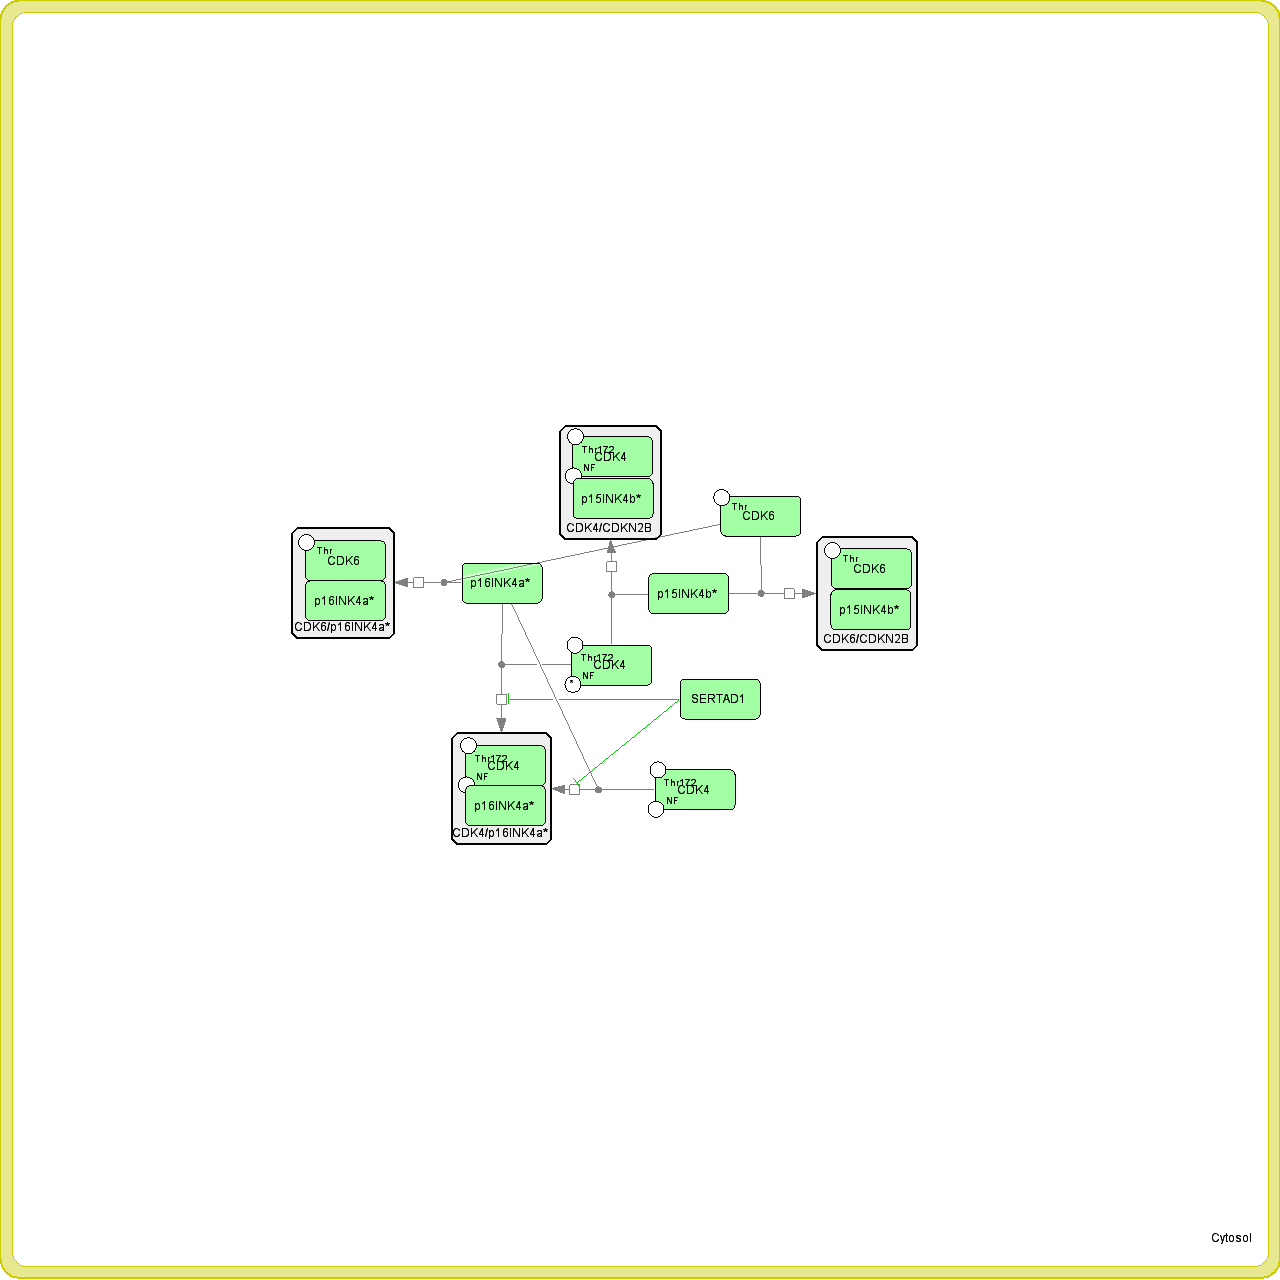 Thr172
CDK4
NF
p15INK4b*
CDK4/CDKN2B
Thr
CDK6
Thr
CDK6
p16INK4a*
CDK6/p16INK4a*
p16INK4a*
p15INK4b*
Thr
CDK6
p15INK4b*
CDK6/CDKN2B
Thr172
CDK4
NF
*
SERTAD1
Thr172
CDK4
NF
p16INK4a*
CDK4/p16INK4a*
Thr172
CDK4
NF
Cytosol